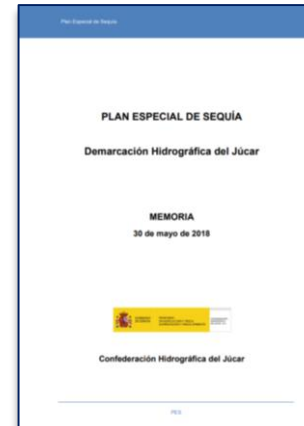 Plan Especial de Sequía
PLAN ESPECIAL DE SEQUÍA
Demarcación Hidrográfica del Júcar
MEMORIA
30 de mayo de 2018
Confederación Hidrográfica del Júcar
PES